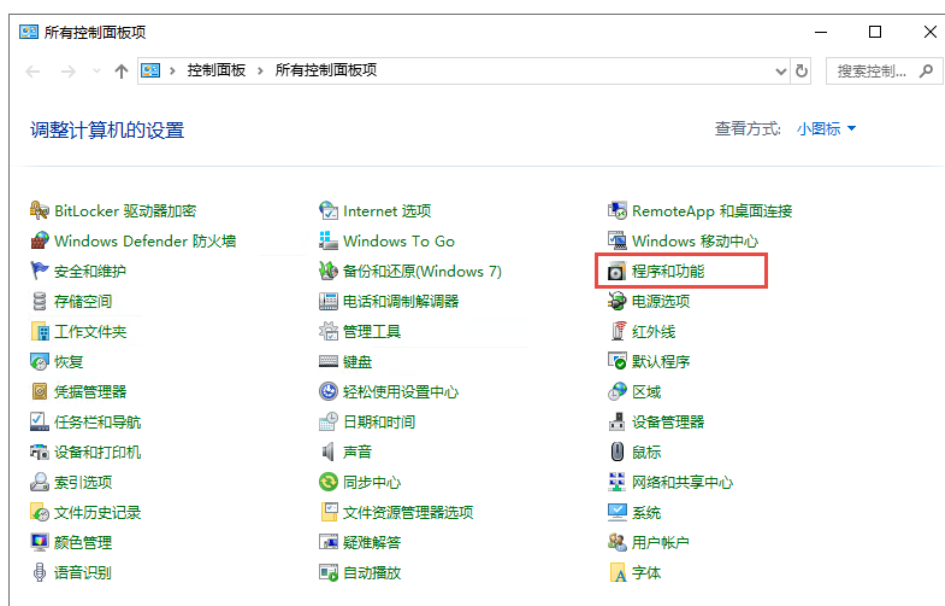 所有控制面板项
控制面板 › 所有控制面板项 搜索控制...
调整计算机的设置 查看方式: 小图标
BitLocker 驱动器加密 Internet 选项 RemoteApp 和桌面连接
Windows Defender 防火墙 Windows To Go Windows 移动中心
安全和维护 备份和还原(Windows 7) 程序和功能
存储空间 电话和调制解调器 电源选项
工作文件夹 管理工具 红外线
恢复 键盘 默认程序
凭据管理器 轻松使用设置中心 区域
任务栏和导航 日期和时间 设备管理器
设备和打印机 声音 鼠标
索引选项 同步中心 网络和共享中心
文件历史记录 文件资源管理器选项 系统
颜色管理 疑难解答 用户帐户
语音识别 自动播放 字体